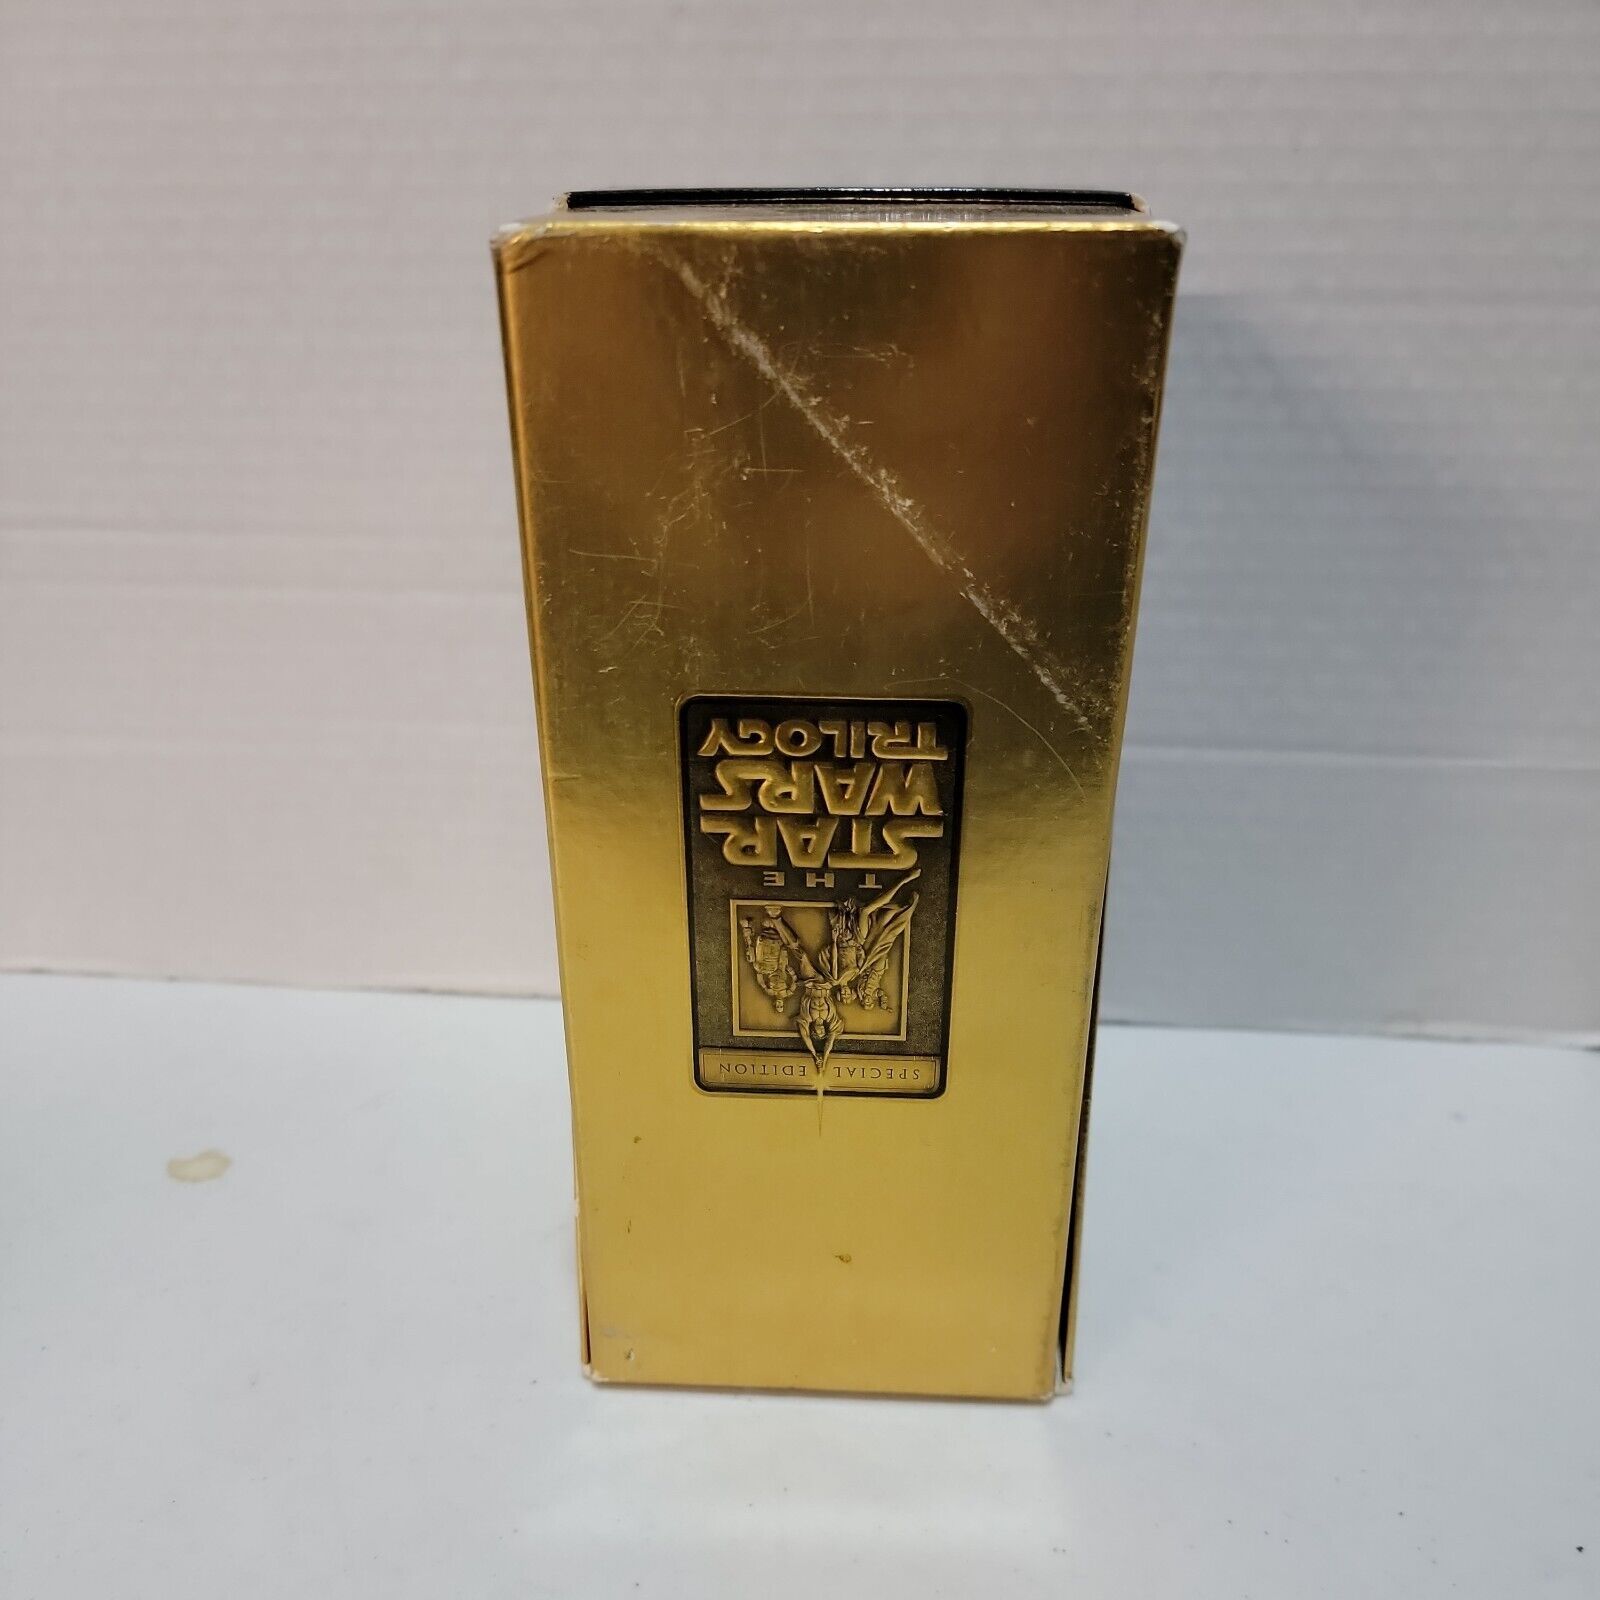 THE
STAR
WARS
TRILOGY
SPECIAL EDITION